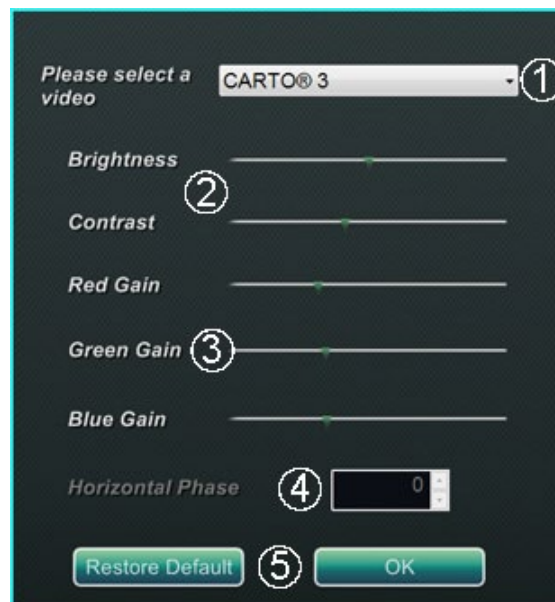 Please select a
video
CARTO® 3
1
Brightness
2
Contrast
Red Gain
Green Gain
3
Blue Gain
Horizontal Phase
4
0
Restore Default
5
OK